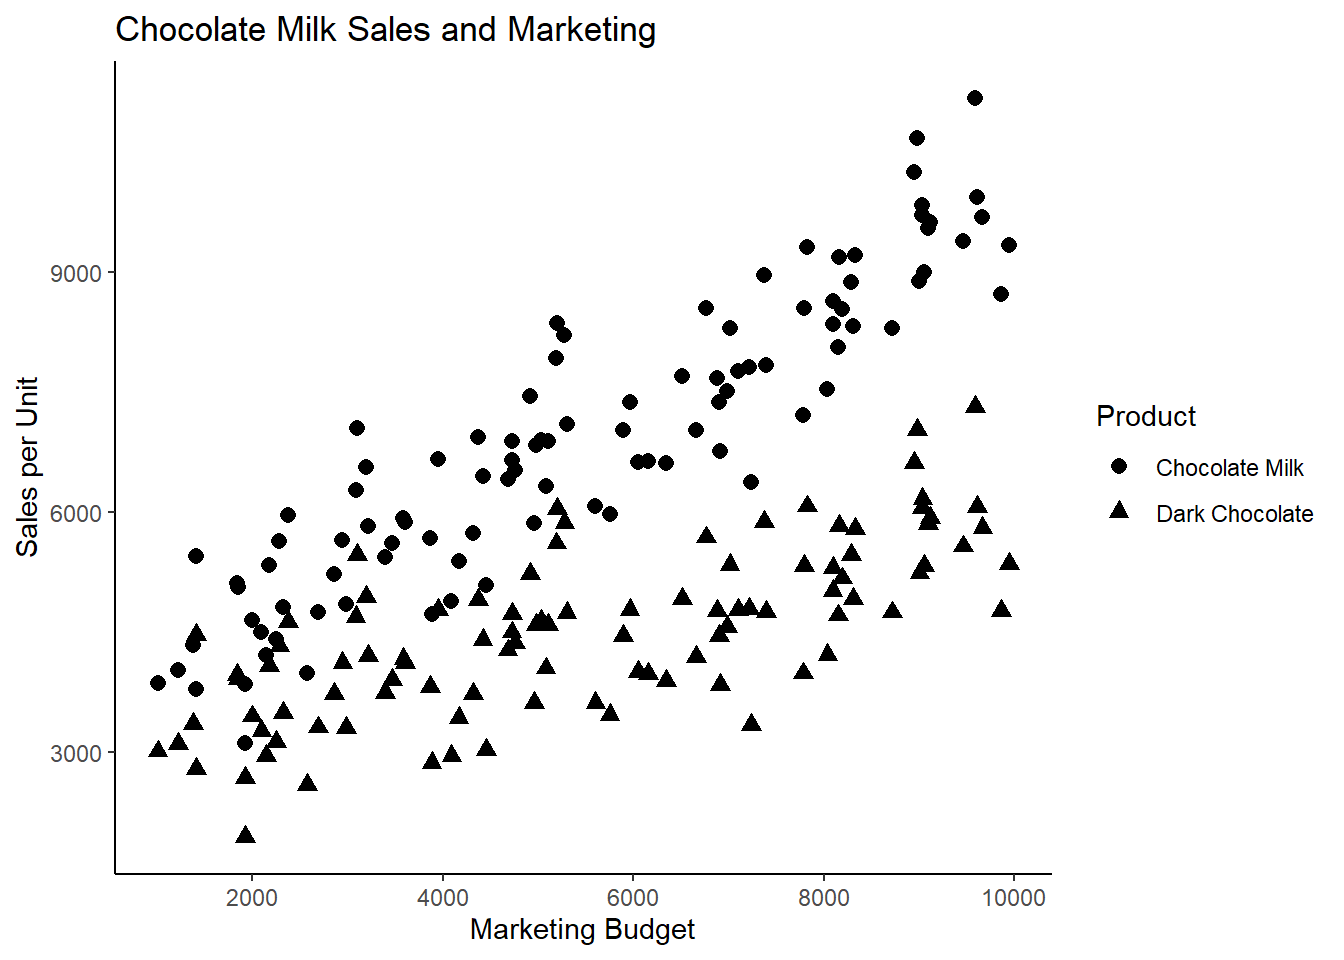 Chocolate Milk Sales and Marketing
Sales per Unit
9000
6000
3000
2000 4000 6000 8000 10000
Marketing Budget
Product
Chocolate Milk
Dark Chocolate